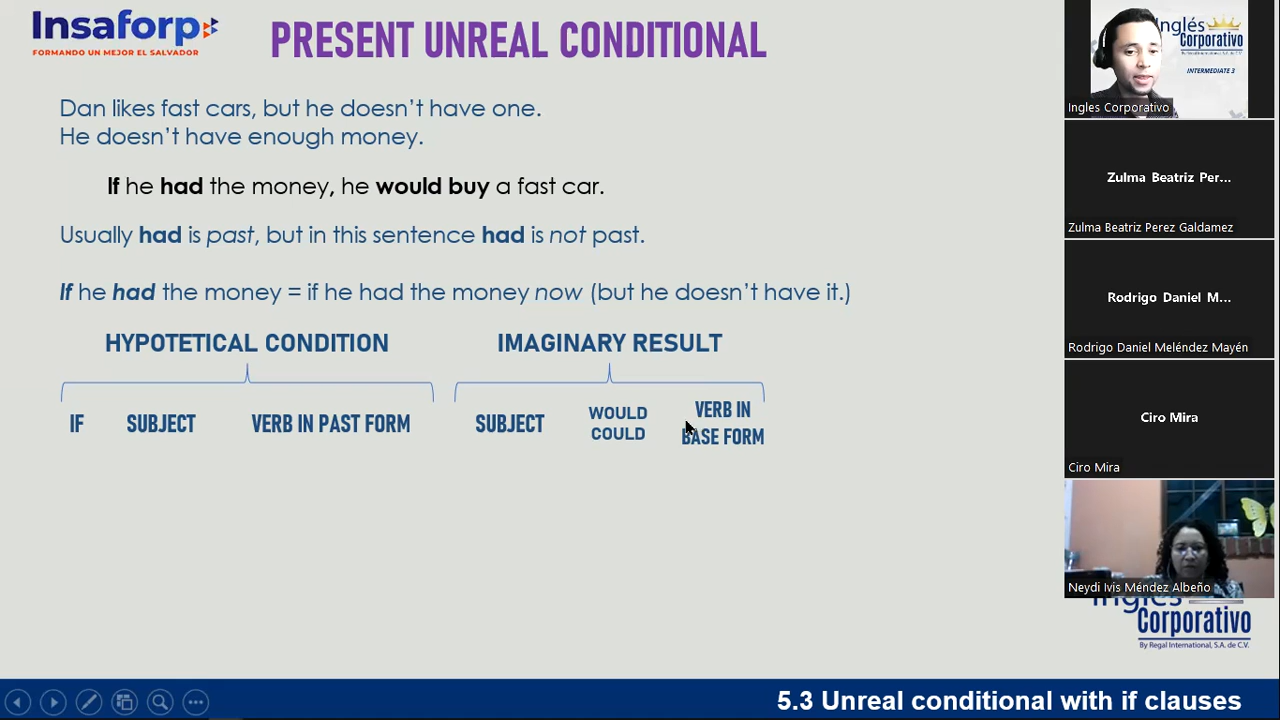 Insaforp
FORMANDO UN MEJOR EL SALVADOR
PRESENT UNREAL CONDITIONAL
Dan likes fast cars, but he doesn’t have one.
He doesn’t have enough money.
If he had the money, he would buy a fast car.
Usually had is past, but in this sentence had is not past.
If he had the money = if he had the money now (but he doesn’t have it.)
HYPOTETICAL CONDITION
IMAGINARY RESULT
IF SUBJECT VERB IN PAST FORM
SUBJECT
WOULD
COULD
VERB IN
BASE FORM
Inglés
Corporativo
By Regal International, S.A. de C.V.
INTERMEDIATE 3
Ingles Corporativo
Zulma Beatriz Per...
Zulma Beatriz Perez Galdamez
Rodrigo Daniel M...
Rodrigo Daniel Meléndez Mayén
Ciro Mira
Ciro Mira
Neydi Ivis Méndez Albeño
Inglés
Corporativo
By Regal International, S.A. de C.V.
5.3 Unreal conditional with if clauses